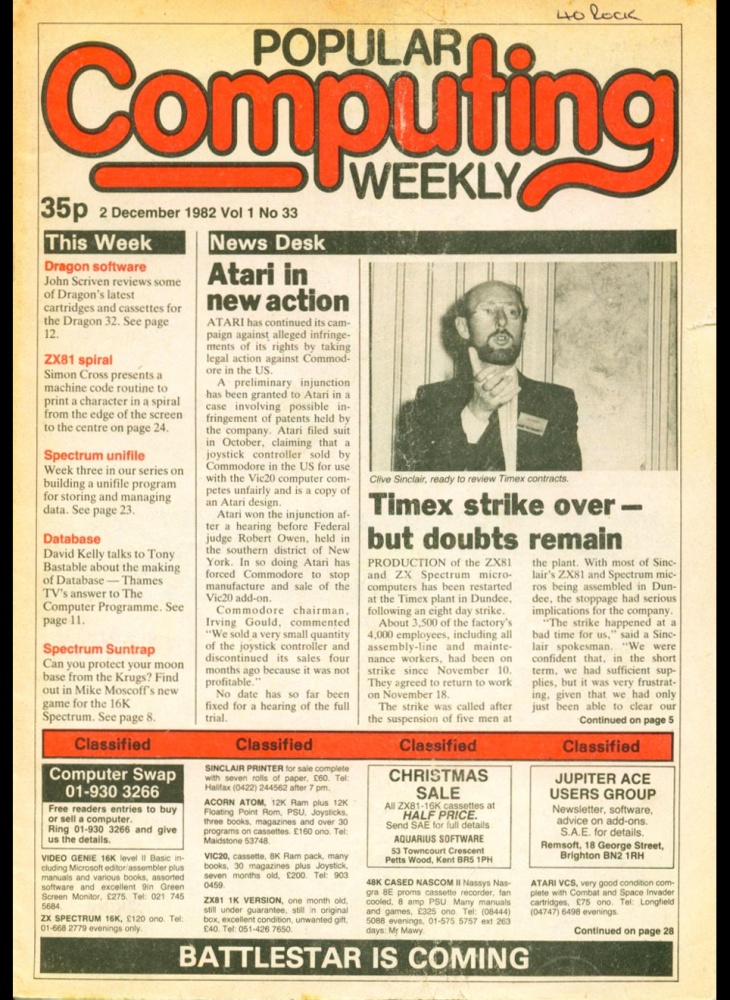 40 Rock
POPULAR
Computing
WEEKLY
35p 2 December 1982 Vol 1 No 33
This Week
Dragon software
John Scriven reviews some
of Dragon's latest
cartridges and cassettes for
the Dragon 32. See page
12.
ZX81 spiral
Simon Cross presents a
machine code routine to
print a character in a spiral
from the edge of the screen
to the centre on page 24.
Spectrum unifile
Week three in our series on
building a unifile program
for storing and managing
data. See page 23.
Database
David Kelly talks to Tony
Bastable about the making
of Database — Thames
TV's answer to The
Computer Programme. See
page 11.
Spectrum Suntrap
Can you protect your moon
base from the Krugs? Find
out in Mike Moscoff's new
game for the 16K
Spectrum. See page 8.
News Desk
Atari in
new action
ATARI has continued its cam-
paign against alleged infringe-
ments of its rights by taking
legal action against Commod-
ore in the US.
A preliminary injunction
has been granted to Atari in a
case involving possible in-
fringement of patents held by
the company. Atari filed suit
in October, claiming that a
joystick controller sold by
Commodore in the US for use
with the Vic20 computer com-
petes unfairly and is a copy of
an Atari design.
Atari won the injunction af-
ter a hearing before Federal
judge Robert Owen, held in
the southern district of New
York. In so doing Atari has
forced Commodore to stop
manufacture and sale of the
Vic20 add-on.
Commodore chairman,
Irving Gould, commented
"We sold a very small quantity
of the joystick controller and
discontinued its sales four
months ago because it was not
profitable."
No date has so far been
fixed for a hearing of the full
trial.
Clive Sinclair, ready to review Timex contracts.
Timex strike over —
but doubts remain
PRODUCTION of the ZX81
and ZX Spectrum micro-
computers has been restarted
at the Timex plant in Dundee,
following an eight day strike.
About 3,500 of the factory's
4,000 employees, including all
assembly-line and mainte-
nance workers, had been on
strike since November 10.
They agreed to return to work
on November 18.
The strike was called after
the suspension of five men at
the plant. With most of Sinc-
lair's ZX81 and Spectrum mic-
ros being assembled in Dun-
dee, the stoppage had serious
implications for the company.
"The strike happened at a
bad time for us," said a Sinc-
lair spokesman. "We were
confident that, in the short
term, we had sufficient sup-
plies, but it was very frustrat-
ing, given that we had only
just been able to clear our
Continued on page 5
Classified
Classified
Classified
Classified
Computer Swap
01-930 3266
Free readers entries to buy
or sell a computer.
Ring 01-930 3266 and give
us the details.
VIDEO GENIE 16K level II Basic in-
cluding Microsoft editor/assembler plus
manuals and various books, assorted
software and excellent 9in Green
Screen Monitor, £275. Tel: 021 745
5684.
ZX SPECTRUM 16K, £120 ono. Tel:
01-668 2779 evenings only.
SINCLAIR PRINTER for sale complete
with seven rolls of paper, £60. Tel:
Halifax (0422) 244562 after 7 pm.
ACORN ATOM, 12K Ram plus 12K
Floating Point Rom, PSU, Joysticks,
three books, magazines and over 30
programs on cassettes. £160 ono. Tel:
Maidstone 53748.
VIC20, cassette, 8K Ram pack, many
books, 30 magazines plus Joystick,
seven months old, £200. Tel: 903
0459.
ZX81 1K VERSION, one month old,
still under guarantee, still in original
box, excellent condition, unwanted gift,
£40. Tel: 051-426 7650.
CHRISTMAS
SALE
All ZX81-16K cassettes at
HALF PRICE.
Send SAE for full details
AQUARIUS SOFTWARE
53 Towncourt Crescent
Petts Wood, Kent BR5 1PH
48K CASED NASCOM II Nassys Nas-
gra 8E proms cassette recorder, fan
cooled, 8 amp PSU Many manuals
and games, £325 ono. Tel: (08444)
5088 evenings, 01-575 5757 ext 263
days: Mr Mawy.
JUPITER ACE
USERS GROUP
Newsletter, software,
advice on add-ons.
S.A.E. for details.
Remsoft, 18 George Street,
Brighton BN2 1RH
ATARI VCS, very good condition com-
plete with Combat and Space Invader
cartridges, £75 ono. Tel: Longfield
(04747) 6498 evenings.
Continued on page 28
BATTLESTAR IS COMING